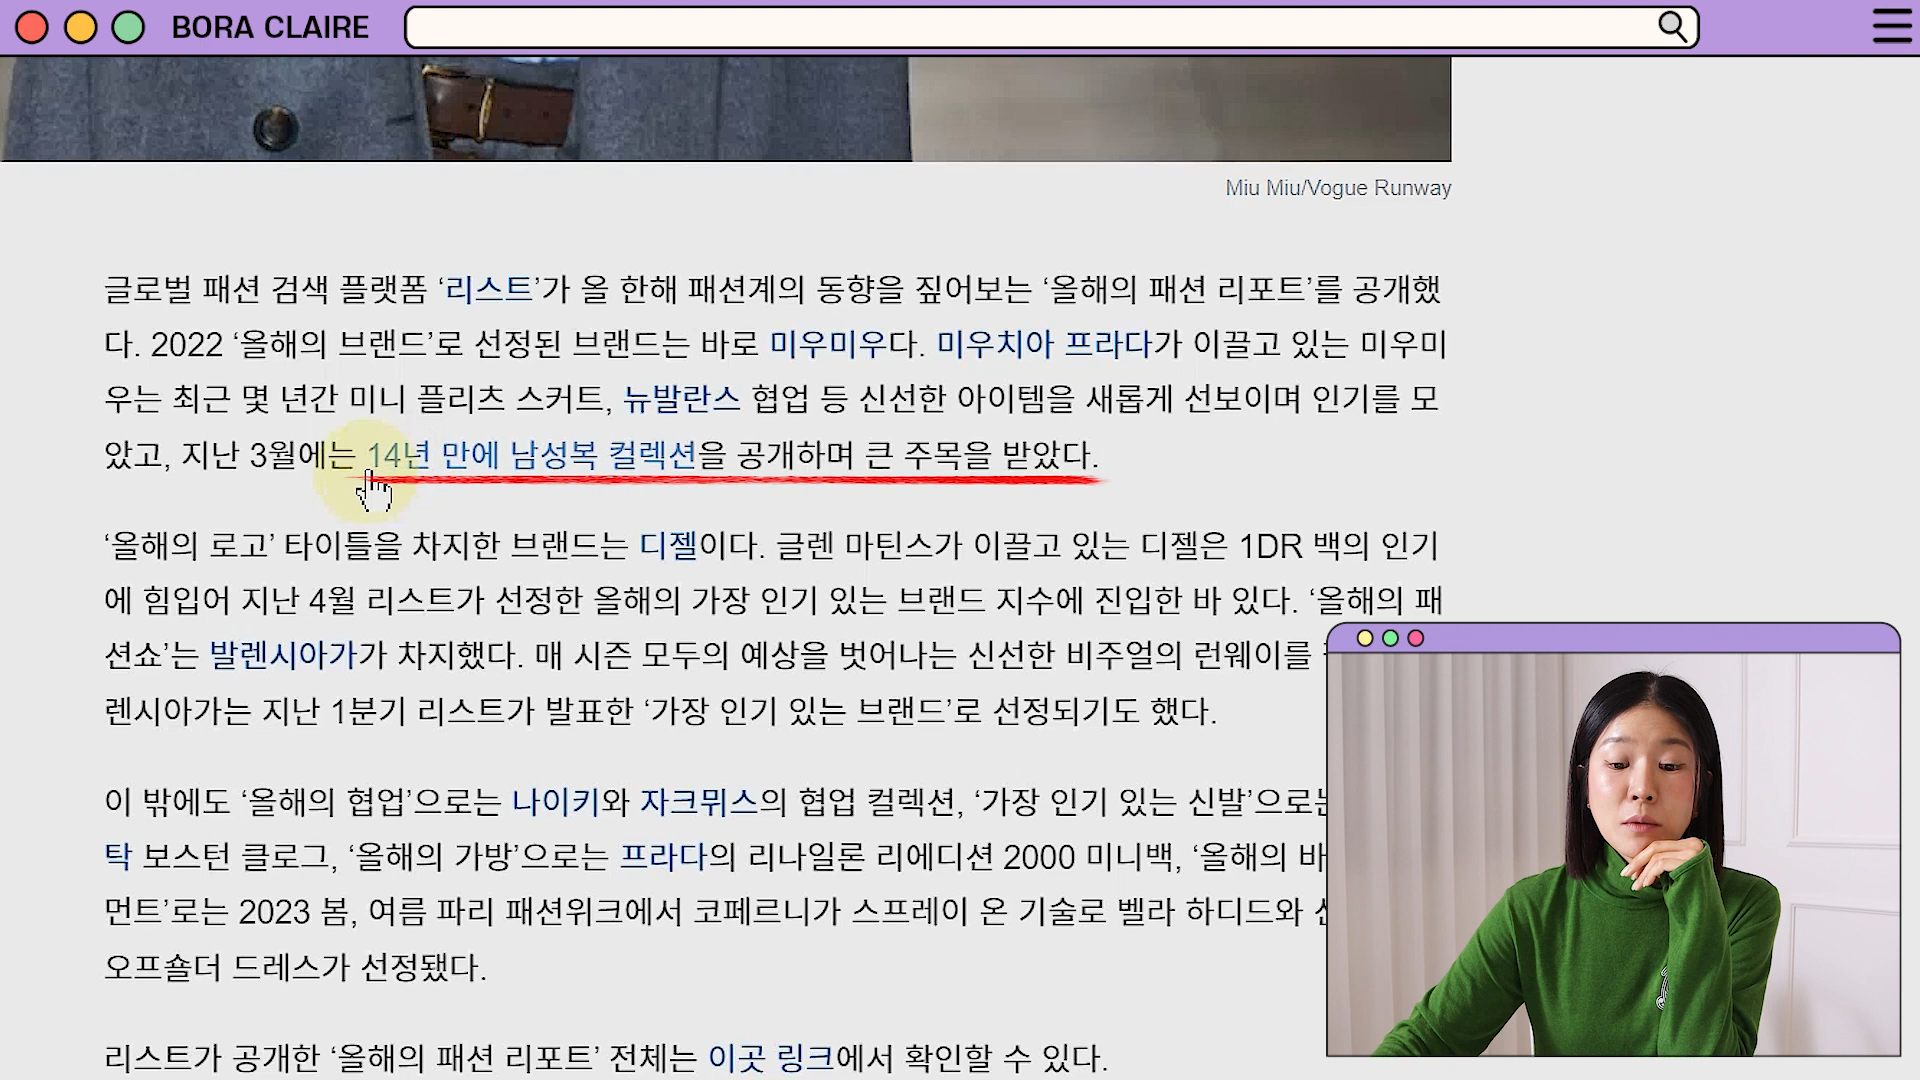 BORA CLAIRE
Miu Miu/Vogue Runway
글로벌 패션 검색 플랫폼 ‘리스트’가 올 한해 패션계의 동향을 짚어보는 ‘올해의 패션 리포트’를 공개했
다. 2022 ‘올해의 브랜드’로 선정된 브랜드는 바로 미우미우다. 미우치아 프라다가 이끌고 있는 미우미
우는 최근 몇 년간 미니 플리츠 스커트, 뉴발란스 협업 등 신선한 아이템을 새롭게 선보이며 인기를 모
았고, 지난 3월에는 14년 만에 남성복 컬렉션을 공개하며 큰 주목을 받았다.
‘올해의 로고’ 타이틀을 차지한 브랜드는 디젤이다. 글렌 마틴스가 이끌고 있는 디젤은 1DR 백의 인기
에 힘입어 지난 4월 리스트가 선정한 올해의 가장 인기 있는 브랜드 지수에 진입한 바 있다. ‘올해의 패
션쇼’는 발렌시아가가 차지했다. 매 시즌 모두의 예상을 벗어나는 신선한 비주얼의 런웨이를
렌시아가는 지난 1분기 리스트가 발표한 ‘가장 인기 있는 브랜드’로 선정되기도 했다.
이 밖에도 ‘올해의 협업’으로는 나이키와 자크뮈스의 협업 컬렉션, ‘가장 인기 있는 신발’으로는
탁 보스턴 클로그, ‘올해의 가방’으로는 프라다의 리나일론 리에디션 2000 미니백, ‘올해의 바
먼트’로는 2023 봄, 여름 파리 패션위크에서 코페르니가 스프레이 온 기술로 벨라 하디드와
오프숄더 드레스가 선정됐다.
리스트가 공개한 ‘올해의 패션 리포트’ 전체는 이곳 링크에서 확인할 수 있다.